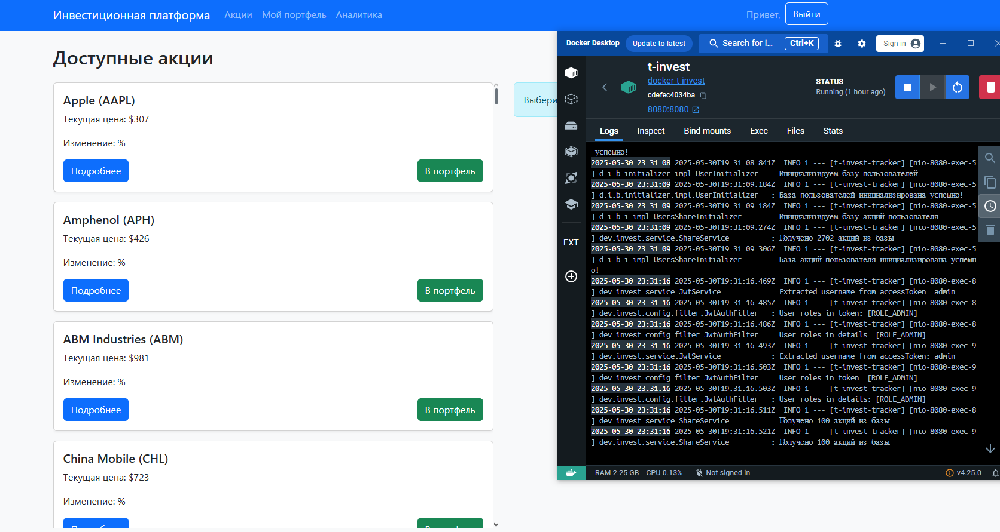 Инвестиционная платформа
Акции
Мой портфель
Аналитика
Привет,
Выйти
Доступные акции
Apple (AAPL)
Текущая цена: $307
Изменение: %
Подробнее
В портфель
Amphenol (APH)
Текущая цена: $426
Изменение: %
Подробнее
В портфель
ABM Industries (ABM)
Текущая цена: $981
Изменение: %
Подробнее
В портфель
China Mobile (CHL)
Текущая цена: $723
Изменение: %
Выбери
Docker Desktop
Update to latest
Search for i...
Ctrl+K
Sign in
t-invest
docker-t-invest
cdefec4034ba
8080:8080
STATUS
Running (1 hour ago)
Logs
Inspect
Bind mounts
Exec
Files
Stats
EXT
успешно!
2025-05-30 23:31:08 2025-05-30T19:31:08.841Z  INFO 1 --- [t-invest-tracker] [nio-8080-exec-5
] d.i.b.initializer.impl.UserInitializer   : Инициализируем базу пользователей
2025-05-30 23:31:09 2025-05-30T19:31:09.184Z  INFO 1 --- [t-invest-tracker] [nio-8080-exec-5
] d.i.b.initializer.impl.UserInitializer   : База пользователей инициализирована успешно!
2025-05-30 23:31:09 2025-05-30T19:31:09.184Z  INFO 1 --- [t-invest-tracker] [nio-8080-exec-5
] d.i.b.i.impl.UsersShareInitializer       : Инициализируем базу акций пользователя
2025-05-30 23:31:09 2025-05-30T19:31:09.274Z  INFO 1 --- [t-invest-tracker] [nio-8080-exec-5
] dev.invest.service.ShareService          : Получено 2702 акций из базы
2025-05-30 23:31:09 2025-05-30T19:31:09.306Z  INFO 1 --- [t-invest-tracker] [nio-8080-exec-5
] d.i.b.i.impl.UsersShareInitializer       : База акций пользователя инициализирована успешн
о!
2025-05-30 23:31:16 2025-05-30T19:31:16.469Z  INFO 1 --- [t-invest-tracker] [nio-8080-exec-8
] dev.invest.service.JwtService            : Extracted username from accessToken: admin
2025-05-30 23:31:16 2025-05-30T19:31:16.485Z  INFO 1 --- [t-invest-tracker] [nio-8080-exec-8
] dev.invest.config.filter.JwtAuthFilter   : User roles in token: [ROLE_ADMIN]
2025-05-30 23:31:16 2025-05-30T19:31:16.486Z  INFO 1 --- [t-invest-tracker] [nio-8080-exec-8
] dev.invest.config.filter.JwtAuthFilter   : User roles in details: [ROLE_ADMIN]
2025-05-30 23:31:16 2025-05-30T19:31:16.493Z  INFO 1 --- [t-invest-tracker] [nio-8080-exec-9
] dev.invest.service.JwtService            : Extracted username from accessToken: admin
2025-05-30 23:31:16 2025-05-30T19:31:16.503Z  INFO 1 --- [t-invest-tracker] [nio-8080-exec-9
] dev.invest.config.filter.JwtAuthFilter   : User roles in token: [ROLE_ADMIN]
2025-05-30 23:31:16 2025-05-30T19:31:16.503Z  INFO 1 --- [t-invest-tracker] [nio-8080-exec-9
] dev.invest.config.filter.JwtAuthFilter   : User roles in details: [ROLE_ADMIN]
2025-05-30 23:31:16 2025-05-30T19:31:16.511Z  INFO 1 --- [t-invest-tracker] [nio-8080-exec-8
] dev.invest.service.ShareService          : Получено 100 акций из базы
2025-05-30 23:31:16 2025-05-30T19:31:16.521Z  INFO 1 --- [t-invest-tracker] [nio-8080-exec-9
] dev.invest.service.ShareService          : Получено 100 акций из базы
RAM 2.25 GB
CPU 0.13%
Not signed in
v4.25.0